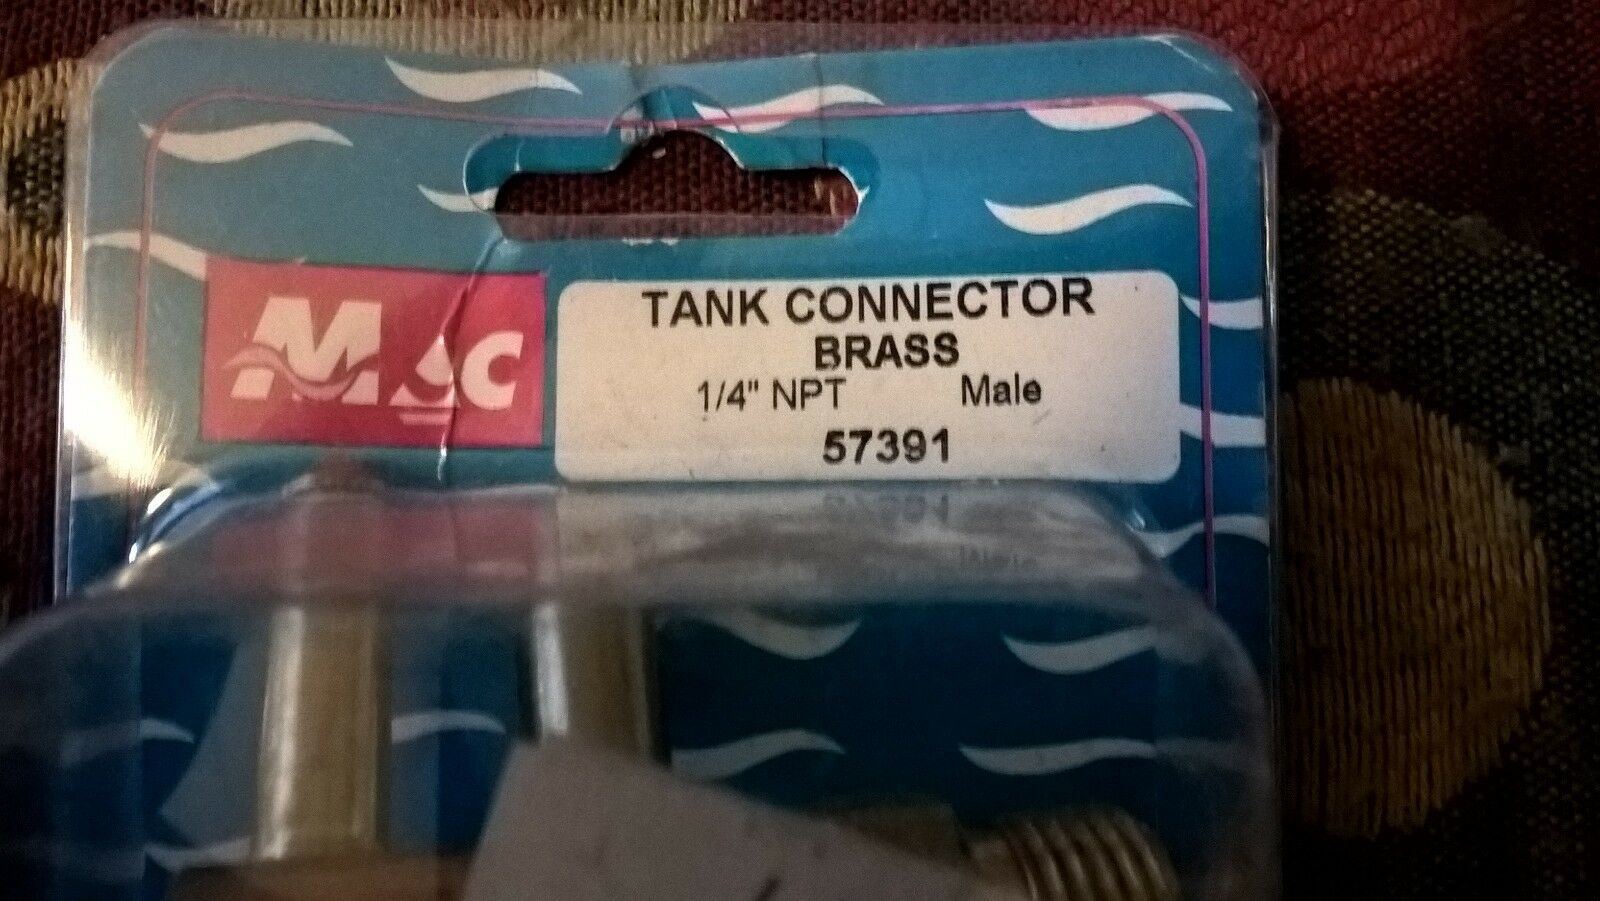 Mac
TANK CONNECTOR
BRASS
1/4" NPT Male
57391